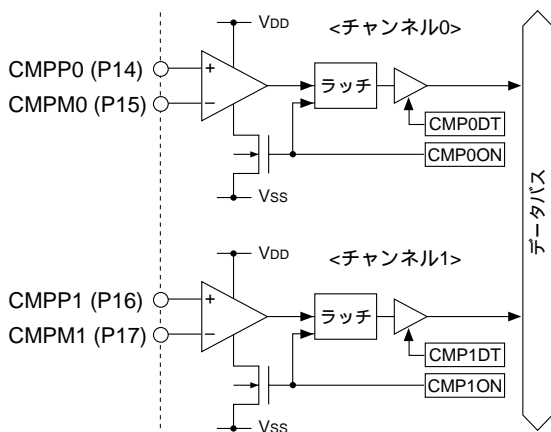 VDD
<チャンネル0>
CMPP0 (P14)
+
ラッチ
CMPM0 (P15)
−
CMP0DT
CMP0ON
VSS
データバス
VDD
<チャンネル1>
CMPP1 (P16)
+
ラッチ
CMPM1 (P17)
−
CMP1DT
CMP1ON
VSS